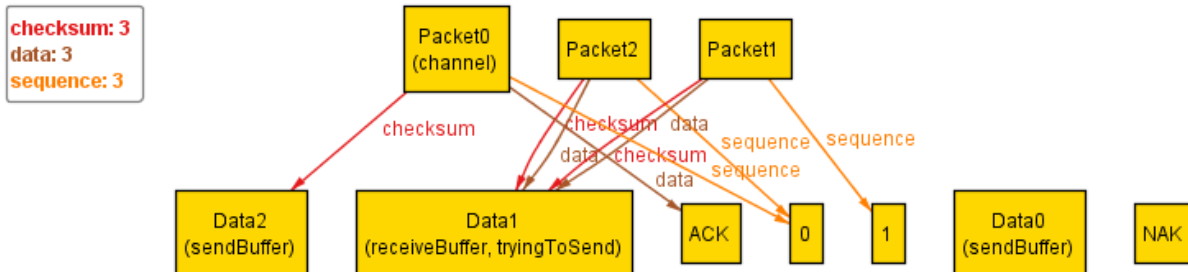 checksum: 3
data: 3
sequence: 3
Packet0
(channel)
Packet2
Packet1
checksum
checksum
data
sequence
sequence
data
checksum
sequence
data
Data2
(sendBuffer)
Data1
(receiveBuffer, tryingToSend)
ACK
0
1
Data0
(sendBuffer)
NAK